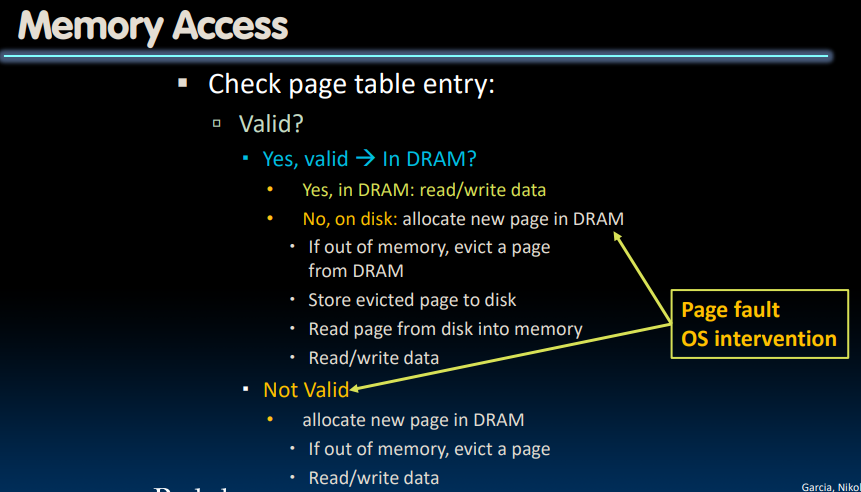 Memory Access
▪ Check page table entry:
▫ Valid?
▪ Yes, valid → In DRAM?
• Yes, in DRAM: read/write data
• No, on disk: allocate new page in DRAM
• If out of memory, evict a page
from DRAM
• Store evicted page to disk
• Read page from disk into memory
• Read/write data
Page fault
OS intervention
▪ Not Valid
• allocate new page in DRAM
• If out of memory, evict a page
• Read/write data
Garcia,